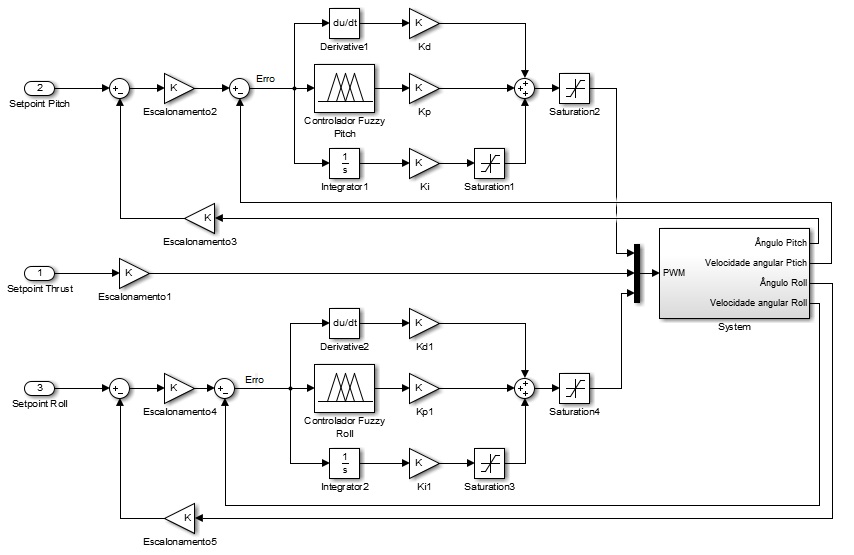 du/dt
Derivative1
K
Kd
2
Setpoint Pitch
+
−
K
Escalonamento2
+
−
Erro
Controlador Fuzzy
Pitch
K
Kp
+
+
+
Saturation2
1
s
Integrator1
K
Ki
Saturation1
K
Escalonamento3
1
Setpoint Thrust
K
Escalonamento1
PWM
Ângulo Pitch
Velocidade angular Ptich
Ângulo Roll
Velocidade angular Roll
System
du/dt
Derivative2
K
Kd1
3
Setpoint Roll
+
−
K
Escalonamento4
+
−
Erro
Controlador Fuzzy
Roll
K
Kp1
+
+
+
Saturation4
1
s
Integrator2
K
Ki1
Saturation3
K
Escalonamento5